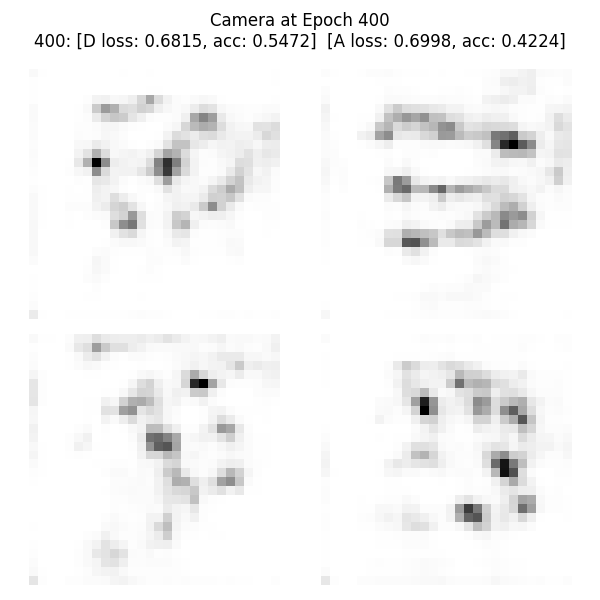 Camera at Epoch 400
400: [D loss: 0.6815, acc: 0.5472]  [A loss: 0.6998, acc: 0.4224]